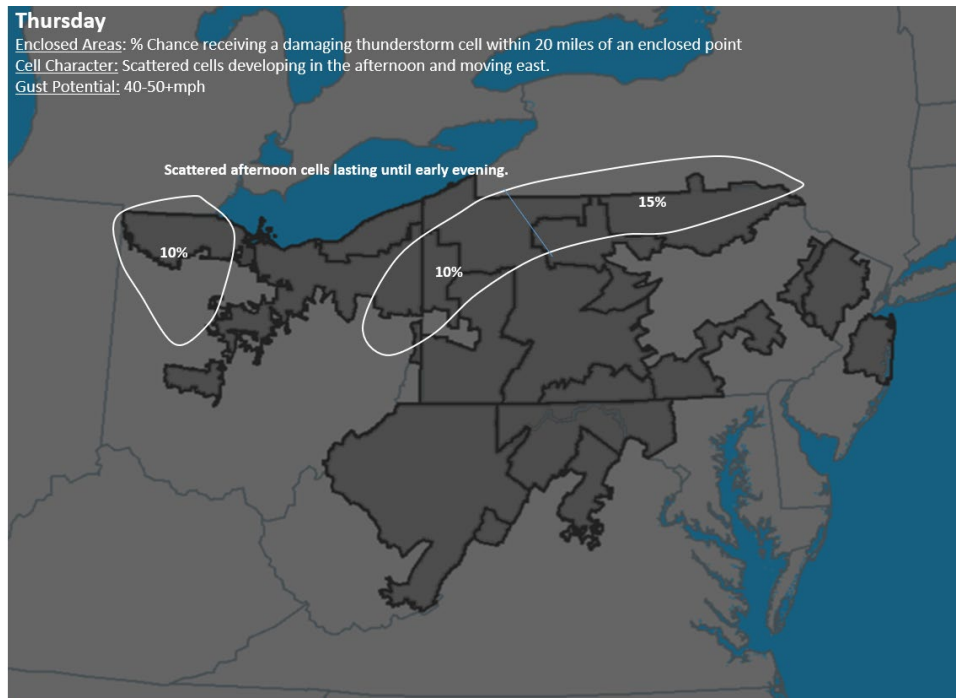 Thursday
Enclosed Areas: % Chance receiving a damaging thunderstorm cell within 20 miles of an enclosed point
Cell Character: Scattered cells developing in the afternoon and moving east.
Gust Potential: 40-50+mph
Scattered afternoon cells lasting until early evening.
15%
10%
10%